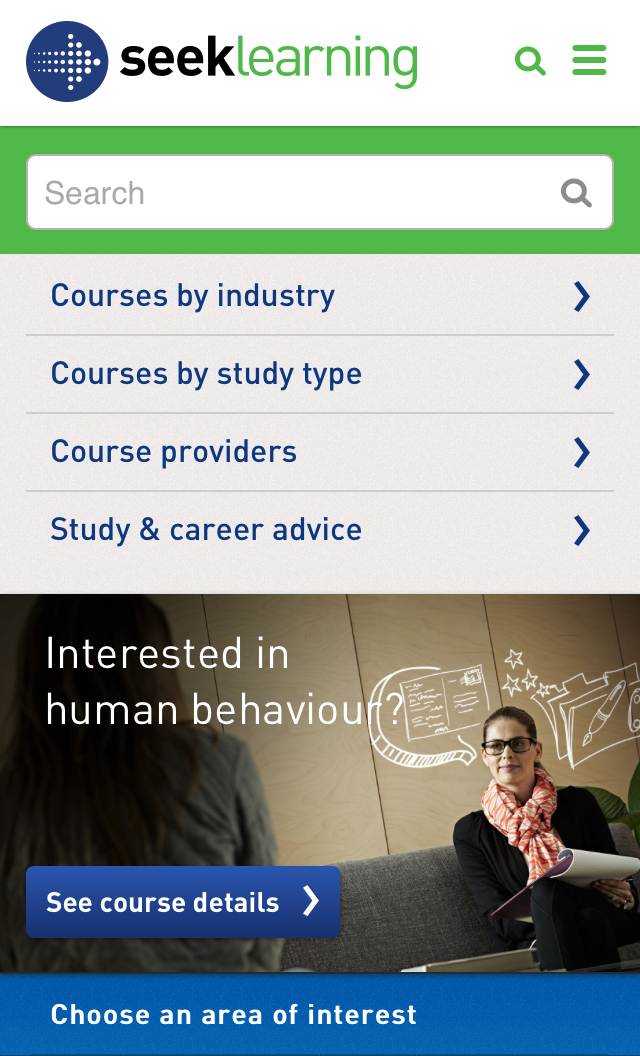 seeklearning
Search
Courses by industry
Courses by study type
Course providers
Study & career advice
Interested in
human behaviour?
See course details
Choose an area of interest